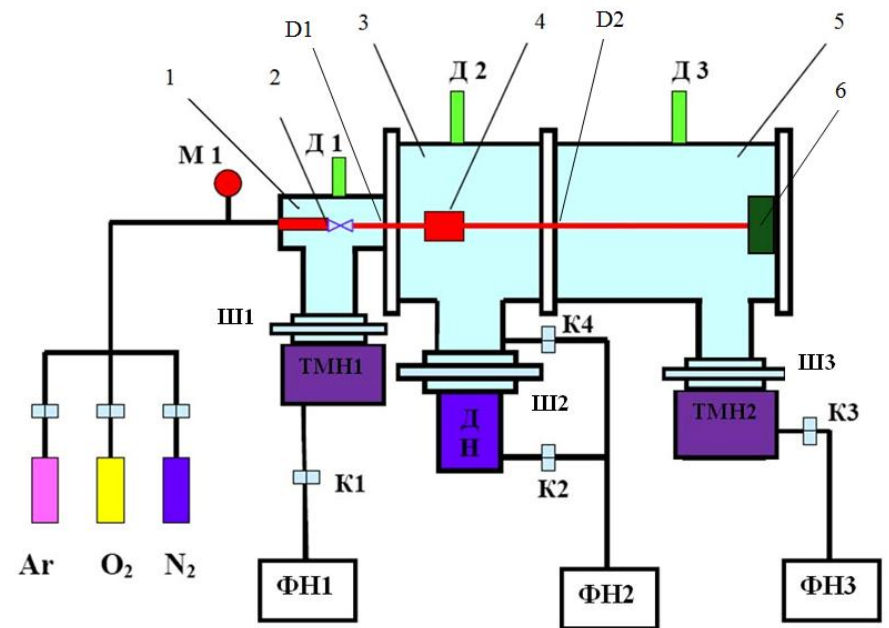 1
2
D1
3
4
D2
5
6
Д 1
Д 2
Д 3
М 1
Ш1
ТМН1
К4
Ш3
Ш2
Д
Н
ТМН2
К3
К1
К2
Ar
O₂
N₂
ФН1
ФН2
ФН3